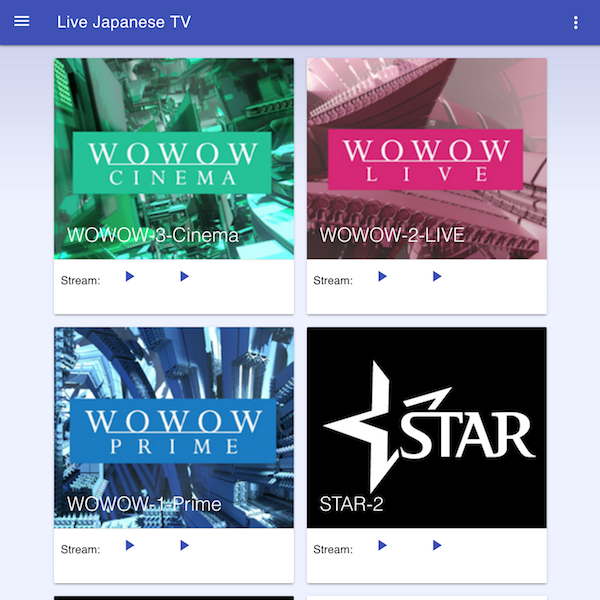 Live Japanese TV
WOWOW
CINEMA
WOWOW-3-Cinema
Stream:
WOWOW
LIVE
WOWOW-2-LIVE
Stream:
WOWOW
PRIME
WOWOW-1-Prime
Stream:
STAR
STAR-2
Stream: